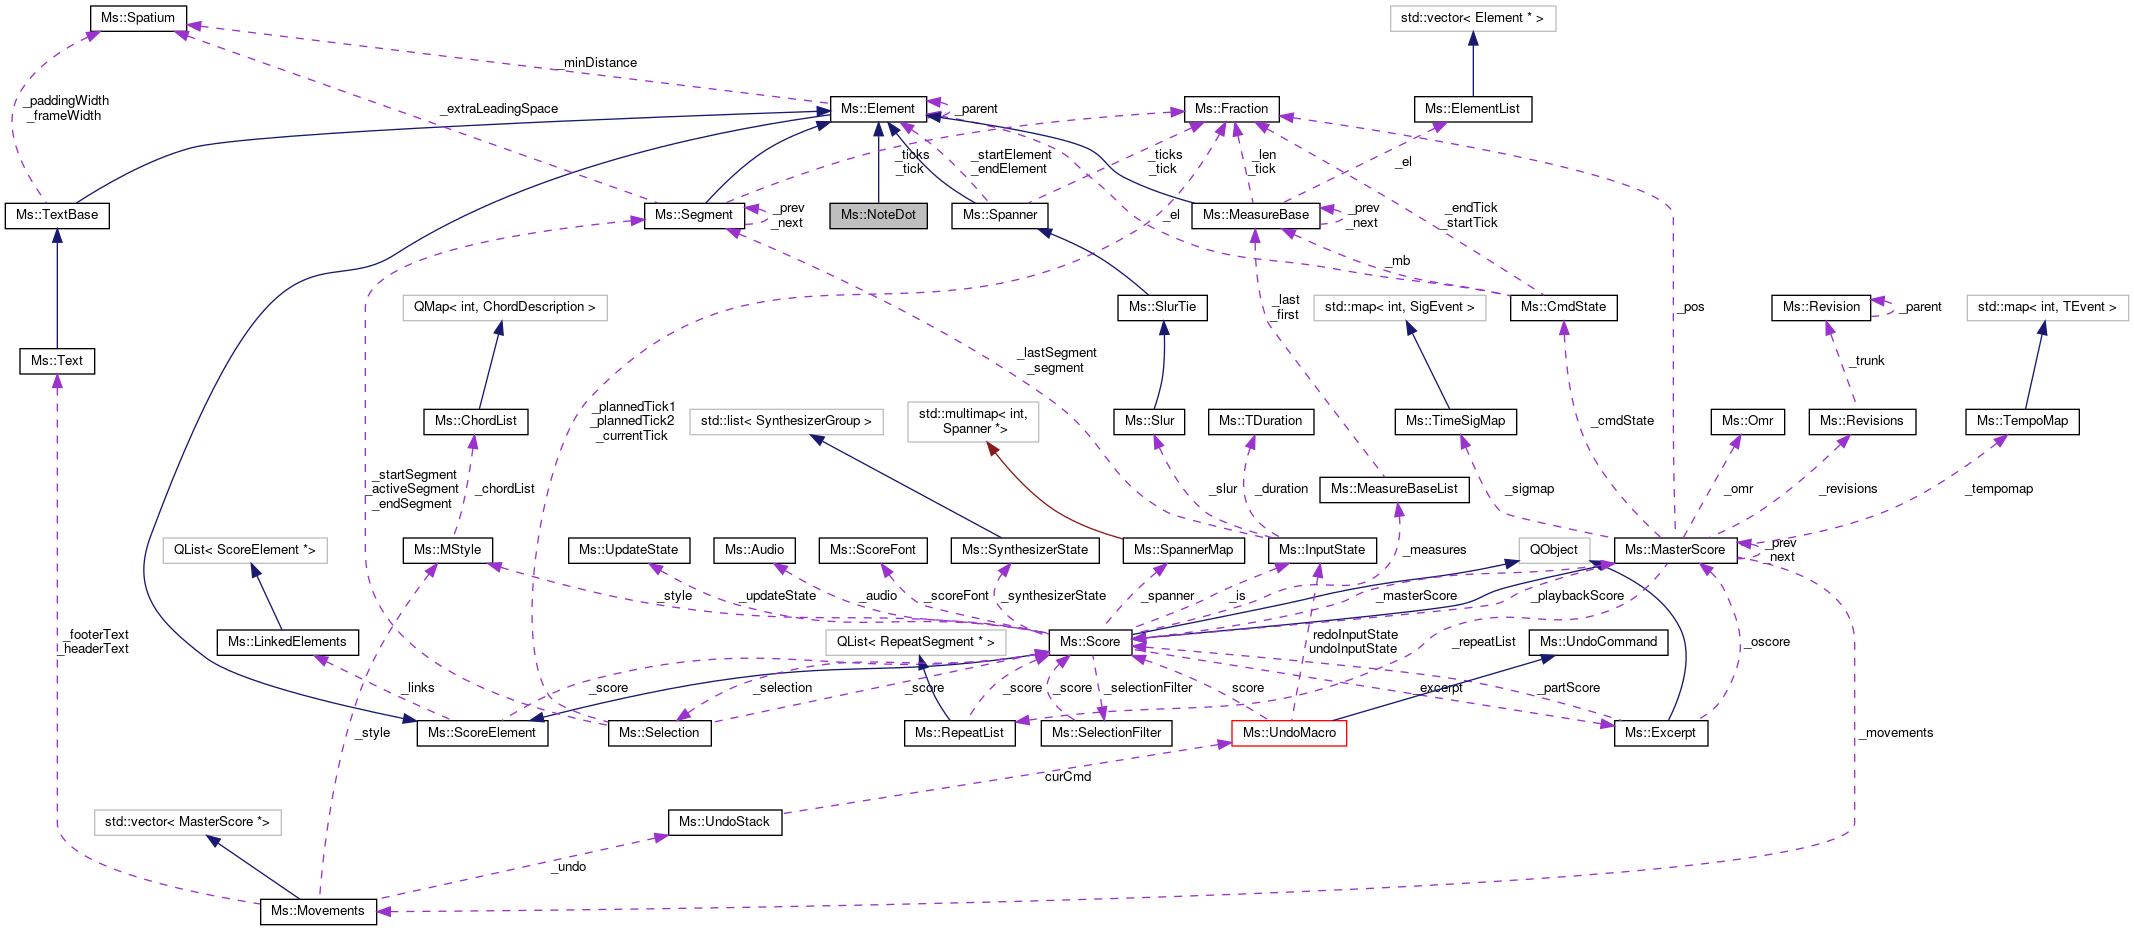 Ms::Spatium
std::vector< Element * >
_minDistance
_paddingWidth
_frameWidth
_extraLeadingSpace
Ms::Element
_parent
Ms::Fraction
Ms::ElementList
_ticks
_tick
_startElement
_endElement
_ticks
_tick
_len
_tick
_el
Ms::TextBase
Ms::Segment
_prev
_next
Ms::NoteDot
Ms::Spanner
_el
Ms::MeasureBase
_prev
_next
_endTick
_startTick
_mb
QMap< int, ChordDescription >
Ms::SlurTie
_last
_first
std::map< int, SigEvent >
Ms::CmdState
_pos
Ms::Revision
_parent
std::map< int, TEvent >
Ms::Text
_lastSegment
_segment
_trunk
_plannedTick1
_plannedTick2
_currentTick
Ms::ChordList
std::list< SynthesizerGroup >
std::multimap< int,
Spanner *>
Ms::Slur
Ms::TDuration
Ms::TimeSigMap
_cmdState
Ms::Omr
Ms::Revisions
Ms::TempoMap
_startSegment
_activeSegment
_endSegment
_chordList
_slur
_duration
Ms::MeasureBaseList
_sigmap
_omr
_revisions
_tempomap
QList< ScoreElement *>
Ms::MStyle
Ms::UpdateState
Ms::Audio
Ms::ScoreFont
Ms::SynthesizerState
Ms::SpannerMap
Ms::InputState
_measures
QObject
Ms::MasterScore
_prev
_next
_style
_updateState
_audio
_scoreFont
_synthesizerState
_spanner
_is
_masterScore
_playbackScore
_footerText
_headerText
Ms::LinkedElements
QList< RepeatSegment * >
Ms::Score
redoInputState
undoInputState
_repeatList
Ms::UndoCommand
_oscore
_links
_score
_selection
_score
_score
_score
_selectionFilter
score
_excerpt
_partScore
_style
Ms::ScoreElement
Ms::Selection
Ms::RepeatList
Ms::SelectionFilter
Ms::UndoMacro
Ms::Excerpt
_movements
curCmd
std::vector< MasterScore *>
Ms::UndoStack
_undo
Ms::Movements